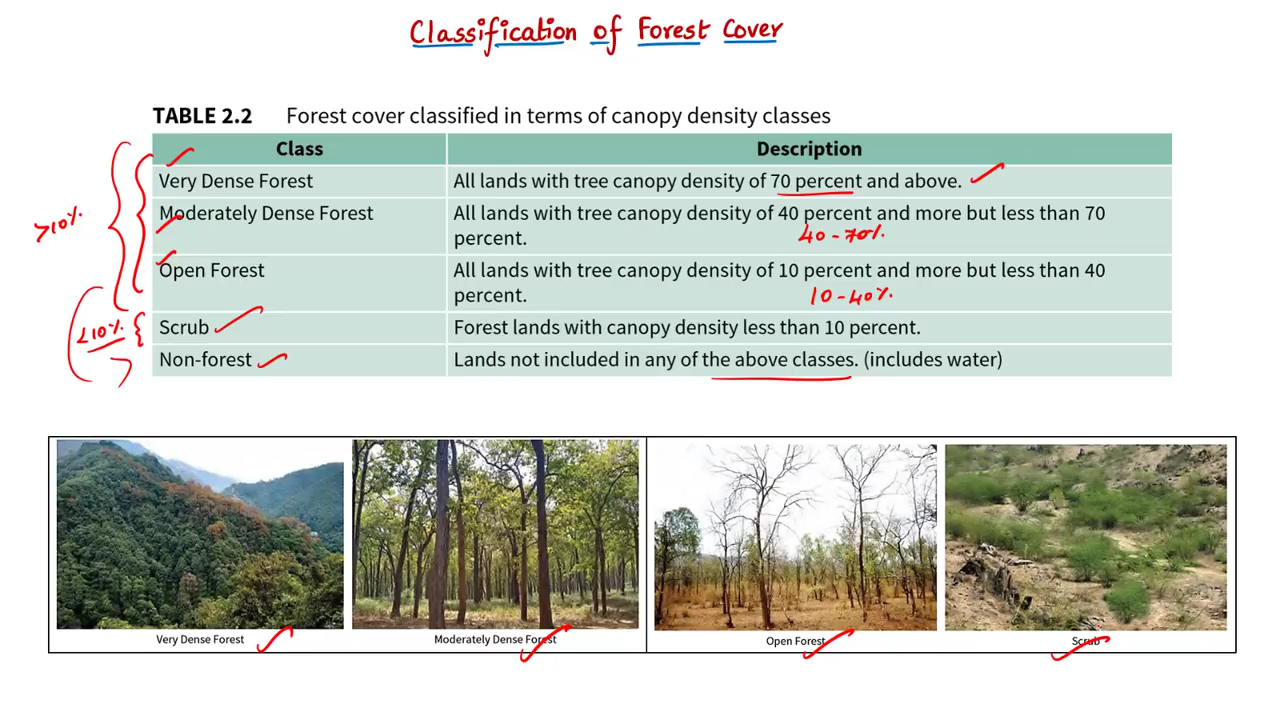 Classification of Forest Cover
TABLE 2.2 Forest cover classified in terms of canopy density classes
Class Description
Very Dense Forest All lands with tree canopy density of 70 percent and above.
Moderately Dense Forest All lands with tree canopy density of 40 percent and more but less than 70
percent.
40-70%
>10%
Open Forest All lands with tree canopy density of 10 percent and more but less than 40
percent.
10-40%
<10%
Scrub Forest lands with canopy density less than 10 percent.
Non-forest Lands not included in any of the above classes. (includes water)
Very Dense Forest Moderately Dense Forest Open Forest Scrub